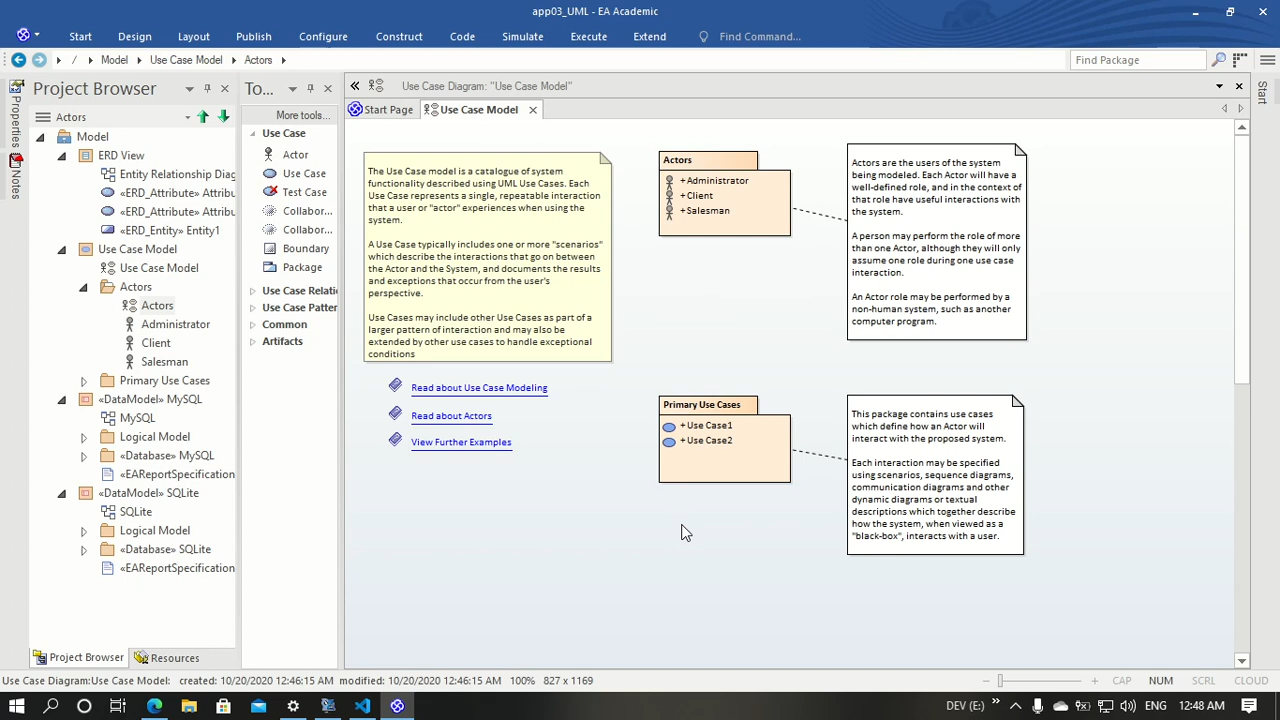 app03_UML - EA Academic
Start Design Layout Publish Configure Construct Code Simulate Execute Extend Find Command...
/ Model Use Case Model Actors Find Package
Project Browser
Actors
Model
ERD View
Entity Relationship Diag
«ERD_Attribute» Attribu
«ERD_Attribute» Attribu
«ERD_Entity» Entity1
Use Case Model
Use Case Model
Actors
Actors
Administrator
Client
Salesman
Primary Use Cases
«DataModel» MySQL
MySQL
Logical Model
«Database» MySQL
«EAReportSpecification
«DataModel» SQLite
SQLite
Logical Model
«Database» SQLite
«EAReportSpecification
Project Browser Resources
Properties
Notes
To...
More tools...
Use Case
Actor
Use Case
Test Case
Collabor...
Collabor...
Boundary
Package
Use Case Relati
Use Case Patter
Common
Artifacts
Use Case Diagram: "Use Case Model"
Start Page Use Case Model
Start
The Use Case model is a catalogue of system
functionality described using UML Use Cases. Each
Use Case represents a single, repeatable interaction
that a user or "actor" experiences when using the
system.
A Use Case typically includes one or more "scenarios"
which describe the interactions that go on between
the Actor and the System, and documents the results
and exceptions that occur from the user's
perspective.
Use Cases may include other Use Cases as part of a
larger pattern of interaction and may also be
extended by other use cases to handle exceptional
conditions
Read about Use Case Modeling
Read about Actors
View Further Examples
Actors
+ Administrator
+ Client
+ Salesman
Actors are the users of the system
being modeled. Each Actor will have a
well-defined role, and in the context of
that role have useful interactions with
the system.
A person may perform the role of more
than one Actor, although they will only
assume one role during one use case
interaction.
An Actor role may be performed by a
non-human system, such as another
computer program.
Primary Use Cases
+ Use Case1
+ Use Case2
This package contains use cases
which define how an Actor will
interact with the proposed system.
Each interaction may be specified
using scenarios, sequence diagrams,
communication diagrams and other
dynamic diagrams or textual
descriptions which together describe
how the system, when viewed as a
"black-box", interacts with a user.
Use Case Diagram:Use Case Model: created: 10/20/2020 12:46:15 AM modified: 10/20/2020 12:46:15 AM 100% 827 x 1169 CAP NUM SCRL CLOUD
DEV (E:) ENG 12:48 AM